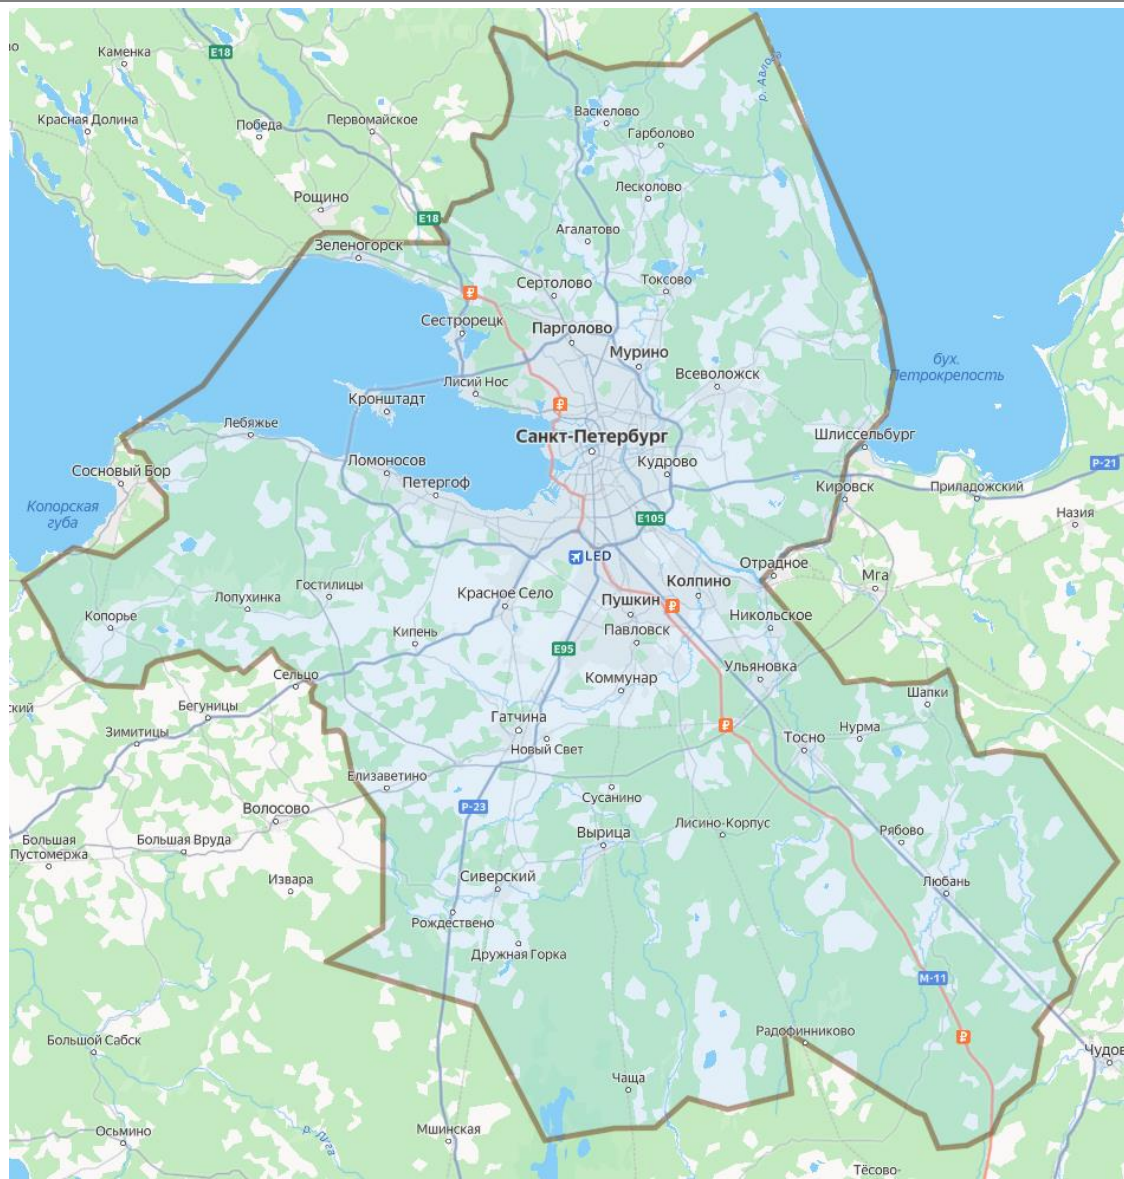 Каменка
E18
Васкелово
Красная Долина
Победа
Первомайское
Гарболово
р. Авлога
Рощино
Лесколово
E18
Агалатово
Зеленогорск
Сертолово
Токсово
₽
Сестрорецк
Парголово
Мурино
бух.
Петрокрепость
Лисий Нос
Всеволожск
Кронштадт
₽
Лебяжье
Санкт-Петербург
Шлиссельбург
Сосновый Бор
Ломоносов
Кудрово
P-21
Петергоф
Кировск
Приладожский
Копорская
губа
E105
Назия
LED
Отрадное
Мга
Гостилицы
Красное Село
Колпино
Лопухинка
Пушкин
₽
Копорье
Кипень
Павловск
Никольское
E95
Ульяновка
Сельцо
Коммунар
Шапки
ский
Бегуницы
Гатчина
Зимитицы
₽
Нурма
Новый Свет
Тосно
Елизаветино
Сусанино
P-23
Волосово
Большая
Пустомержа
Большая Вруда
Вырица
Лисино-Корпус
Рябово
Извара
Сиверский
Любань
Рождествено
Дружная Горка
M-11
Большой Сабск
Радофинниково
₽
Чудов
Чаща
Осьмино
р. Луга
Мшинская
Тёсово-